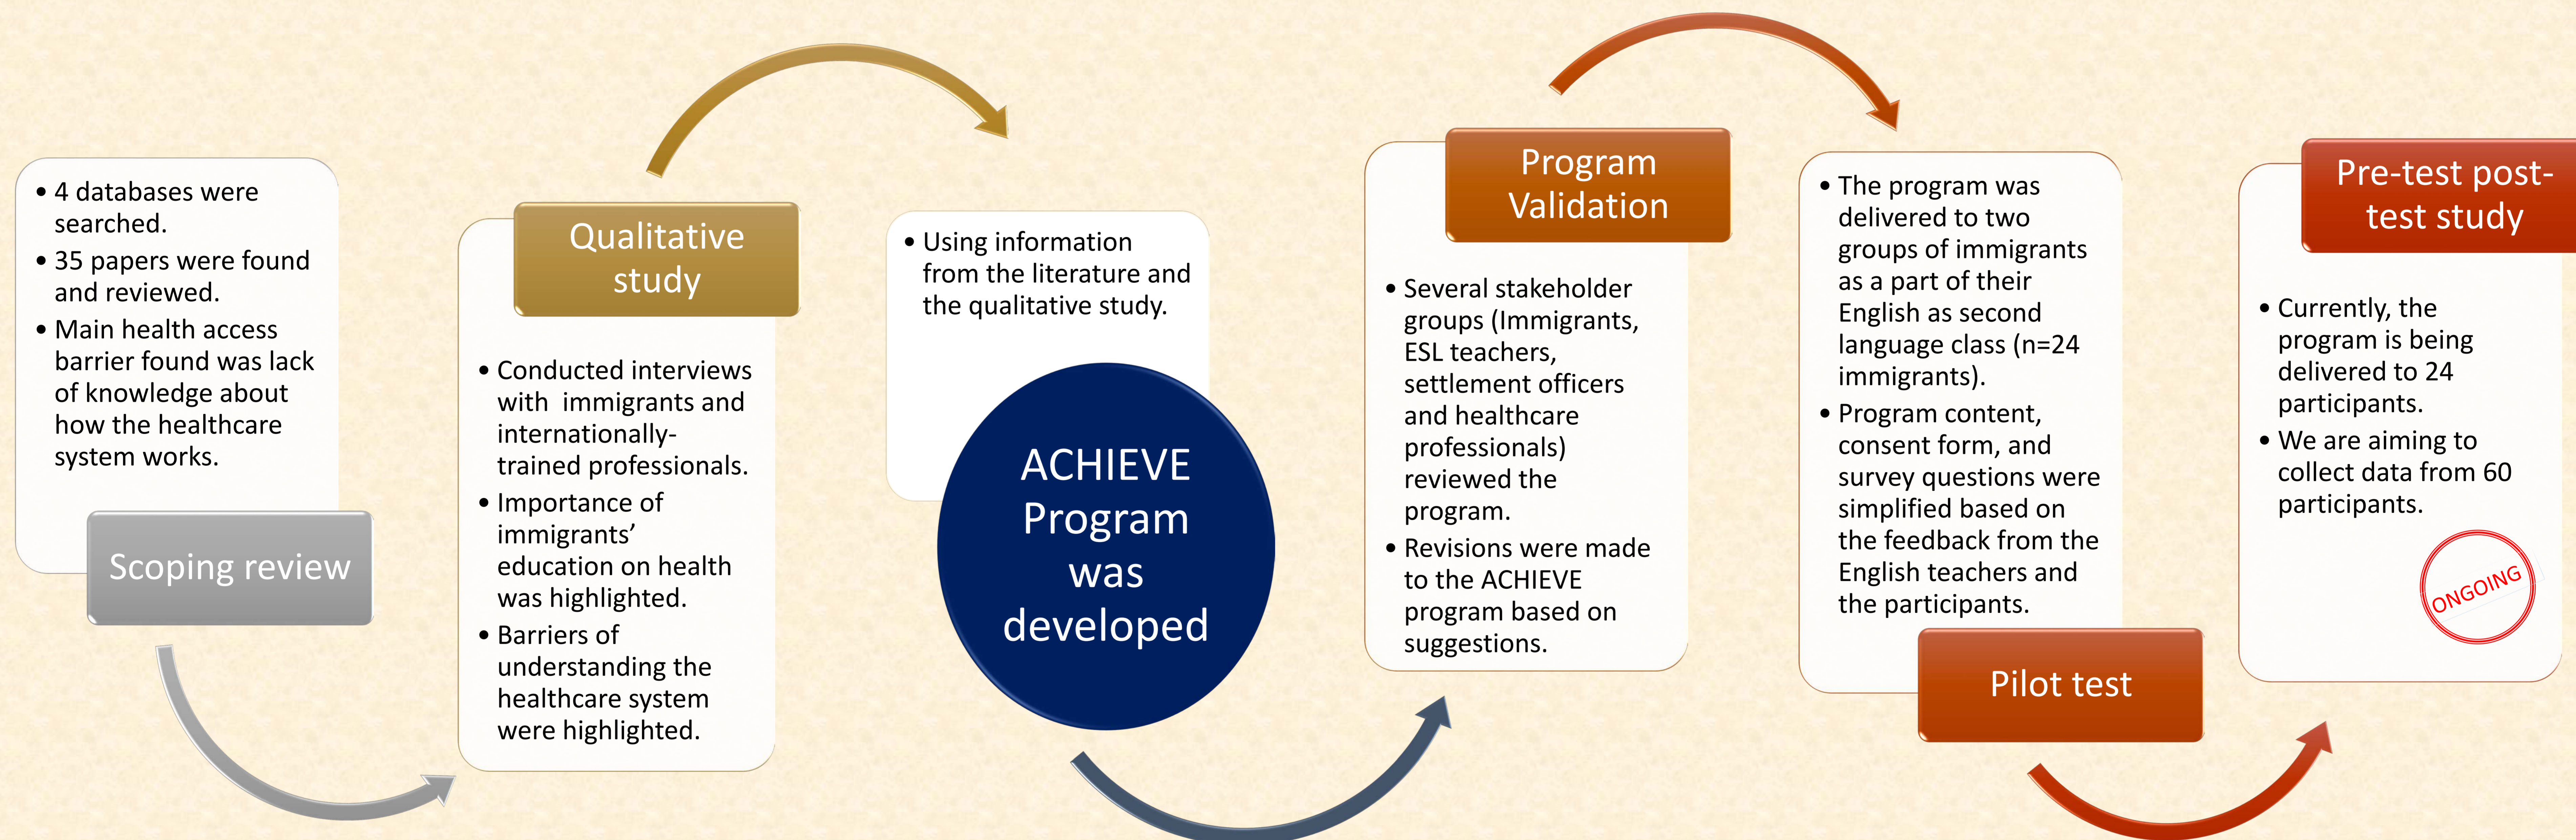 • 4 databases were
searched.
• 35 papers were found
and reviewed.
• Main health access
barrier found was lack
of knowledge about
how the healthcare
system works.
Scoping review
Qualitative
study
• Conducted interviews
with  immigrants and
internationally-
trained professionals.
• Importance of
immigrants’
education on health
was highlighted.
• Barriers of
understanding the
healthcare system
were highlighted.
• Using information
from the literature and
the qualitative study.
ACHIEVE
Program
was
developed
Program
Validation
• Several stakeholder
groups (Immigrants,
ESL teachers,
settlement officers
and healthcare
professionals)
reviewed the
program.
• Revisions were made
to the ACHIEVE
program based on
suggestions.
• The program was
delivered to two
groups of immigrants
as a part of their
English as second
language class (n=24
immigrants).
• Program content,
consent form, and
survey questions were
simplified based on
the feedback from the
English teachers and
the participants.
Pilot test
Pre-test post-
test study
• Currently, the
program is being
delivered to 24
participants.
• We are aiming to
collect data from 60
participants.
ONGOING